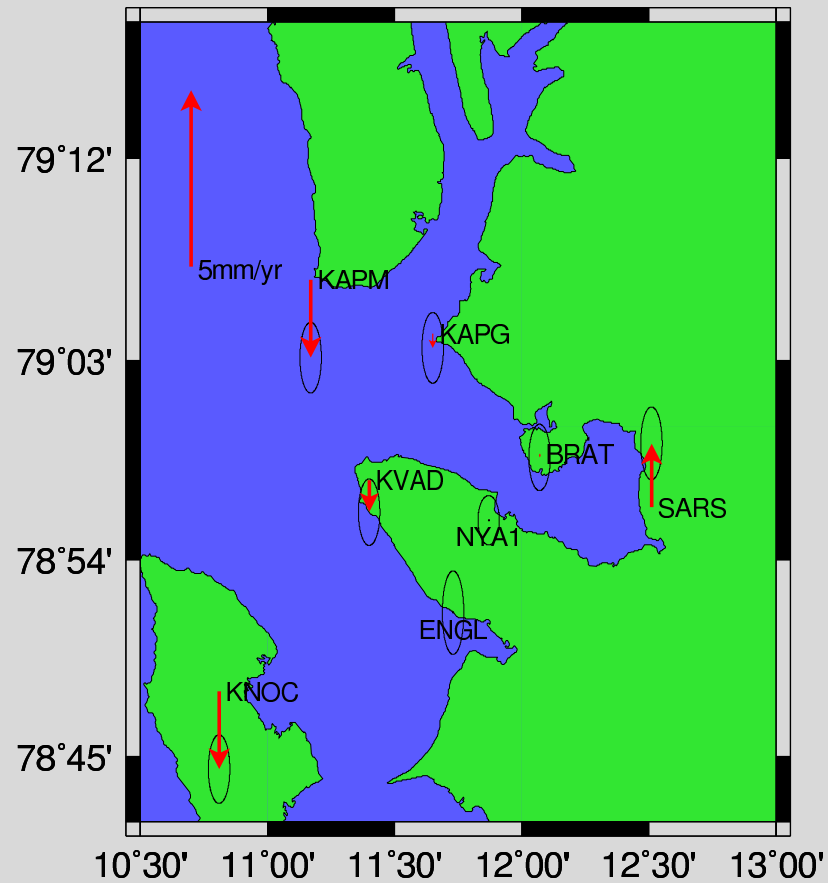 79°12'
5mm/yr
KAPM
KAPG
79°03'
BRAT
KVAD
SARS
NYA1
78°54'
ENGL
KNOC
78°45'
10°30' 11°00' 11°30' 12°00' 12°30' 13°00'